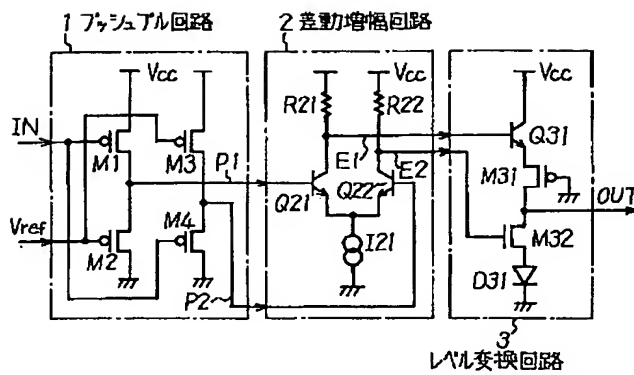 1 プッシュプル回路
2 差動増幅回路
Vcc
Vcc
Vcc
R21
R22
IN
M1
M3
P1
E1
E2
Q31
M31
OUT
Q21
Q22
Vref
M2
M4
I21
M32
D31
P2
3
レベル変換回路